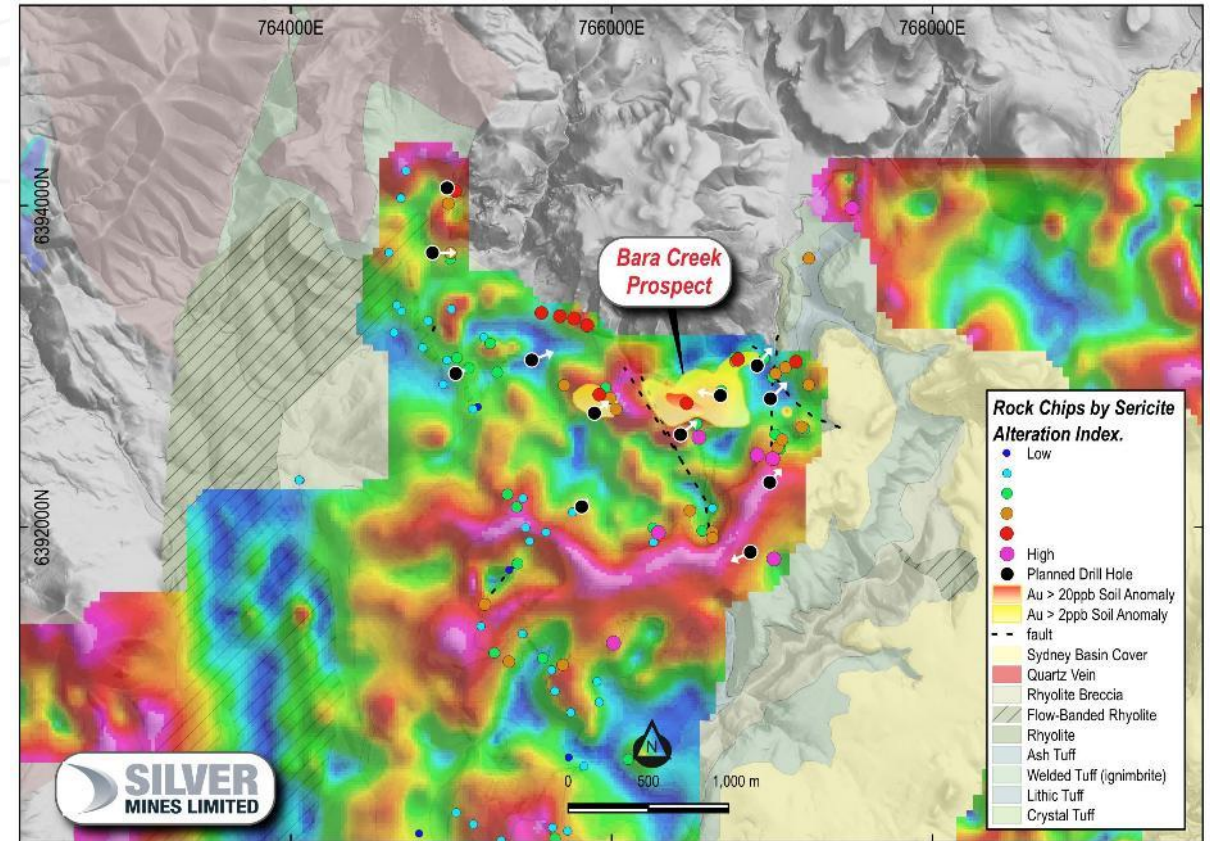 764000E
766000E
768000E
6394000N
6392000N
Bara Creek
Prospect
Rock Chips by Sericite
Alteration Index.
Low
High
Planned Drill Hole
Au > 20ppb Soil Anomaly
Au > 2ppb Soil Anomaly
fault
Sydney Basin Cover
Quartz Vein
Rhyolite Breccia
Flow-Banded Rhyolite
Rhyolite
Ash Tuff
Welded Tuff (ignimbrite)
Lithic Tuff
Crystal Tuff
N
0 500 1,000 m
SILVER
MINES LIMITED